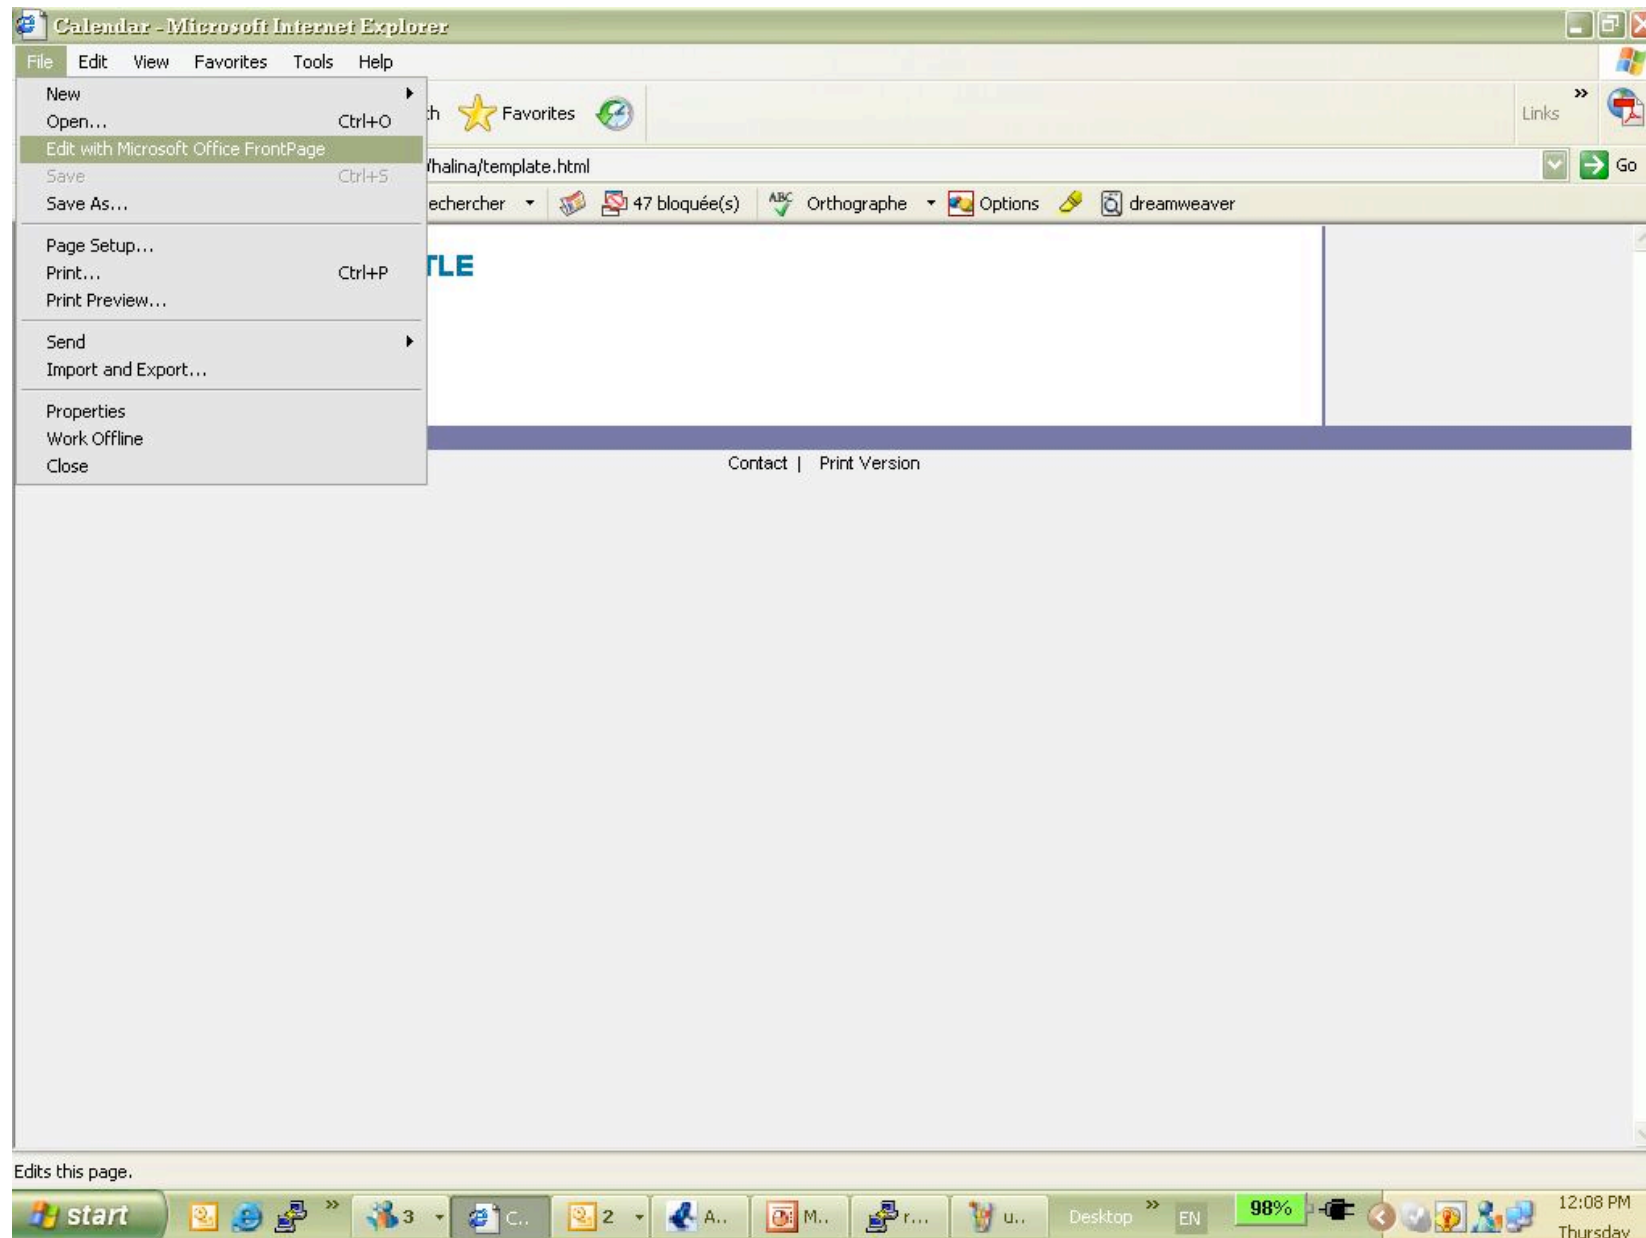 Calendar - Microsoft Internet Explorer
File Edit View Favorites Tools Help
New
Open... Ctrl+O
Edit with Microsoft Office FrontPage
Save Ctrl+S
Save As...
Page Setup...
Print... Ctrl+P
Print Preview...
Send
Import and Export...
Properties
Work Offline
Close
ch Favorites
Links »
/halina/template.html Go
echercher 47 bloquée(s) ABC Orthographe Options dreamweaver
TLE
Contact | Print Version
Edits this page.
start » 3 C.. 2 A.. M.. r... u.. Desktop » EN 98% 12:08 PM
Thursday